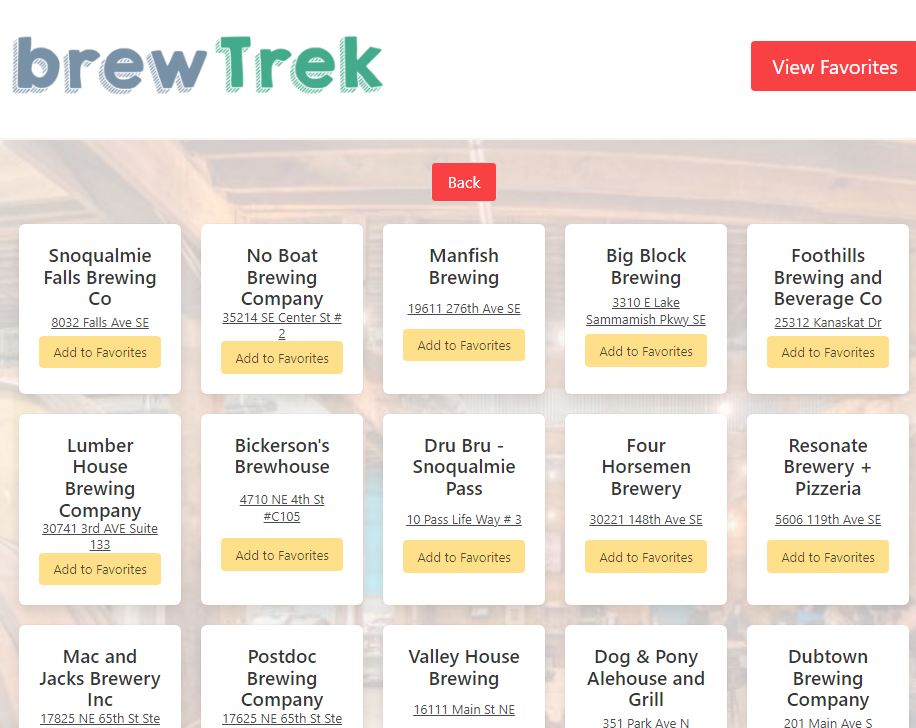 brewTrek
View Favorites
Back
Snoqualmie
Falls Brewing
Co
8032 Falls Ave SE
Add to Favorites
No Boat
Brewing
Company
35214 SE Center St #
2
Add to Favorites
Manfish
Brewing
19611 276th Ave SE
Add to Favorites
Big Block
Brewing
3310 E Lake
Sammamish Pkwy SE
Add to Favorites
Foothills
Brewing and
Beverage Co
25312 Kanaskat Dr
Add to Favorites
Lumber
House
Brewing
Company
30741 3rd AVE Suite
133
Add to Favorites
Bickerson's
Brewhouse
4710 NE 4th St
#C105
Add to Favorites
Dru Bru -
Snoqualmie
Pass
10 Pass Life Way # 3
Add to Favorites
Four
Horsemen
Brewery
30221 148th Ave SE
Add to Favorites
Resonate
Brewery +
Pizzeria
5606 119th Ave SE
Add to Favorites
Mac and
Jacks Brewery
Inc
17825 NE 65th St Ste
Postdoc
Brewing
Company
17625 NE 65th St Ste
Valley House
Brewing
16111 Main St NE
Dog & Pony
Alehouse and
Grill
351 Park Ave N
Dubtown
Brewing
Company
201 Main Ave S